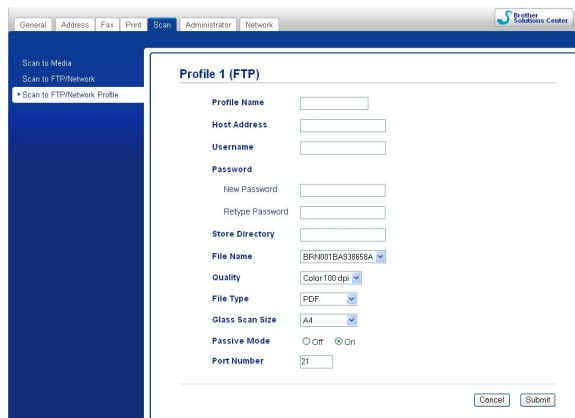 General Address Fax Print Scan Administrator Network
Brother
Solutions Center
Scan to Media
Scan to FTP/Network
Scan to FTP/Network Profile
Profile 1 (FTP)
Profile Name
Host Address
Username
Password
New Password
Retype Password
Store Directory
File Name BRN001BA938658A
Quality Color 100 dpi
File Type PDF
Glass Scan Size A4
Passive Mode Off On
Port Number 21
Cancel Submit